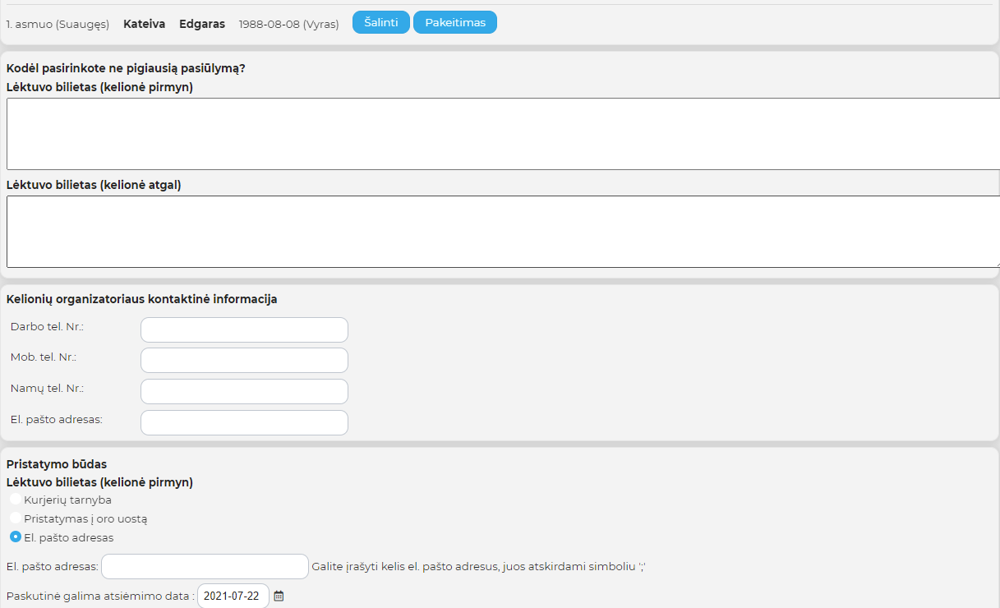 1. asmuo (Suaugęs) Kateiva Edgaras 1988-08-08 (Vyras) Šalinti Pakeitimas
Kodėl pasirinkote ne pigiausią pasiūlymą?
Lėktuvo bilietas (kelionė pirmyn)
Lėktuvo bilietas (kelionė atgal)
Kelionių organizatoriaus kontaktinė informacija
Darbo tel. Nr.:
Mob. tel. Nr.:
Namų tel. Nr.:
El. pašto adresas:
Pristatymo būdas
Lėktuvo bilietas (kelionė pirmyn)
Kurjerių tarnyba
Pristatymas į oro uostą
El. pašto adresas
El. pašto adresas: Galite įrašyti kelis el. pašto adresus, juos atskirdami simboliu ';'
Paskutinė galima atsiėmimo data : 2021-07-22